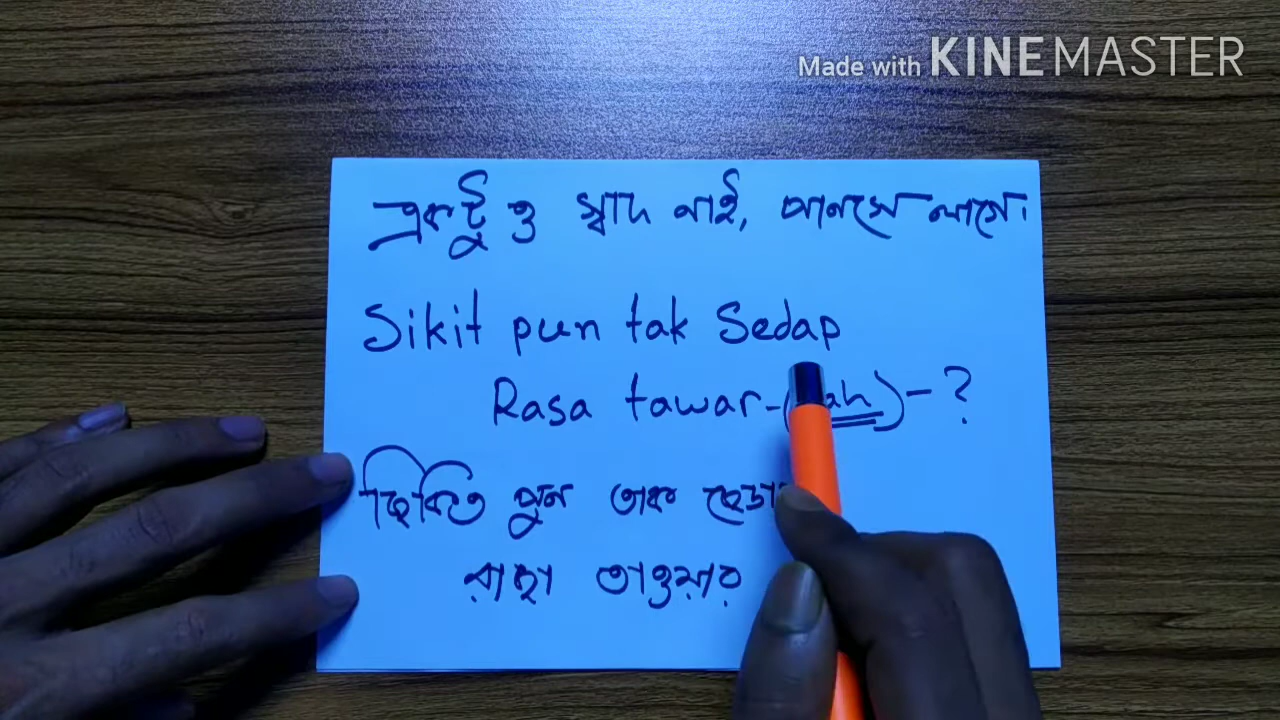 Made with KINEMASTER
একটু ও স্বাদ নাই, পানসে লাগে।
Sikit pun tak Sedap
Rasa tawar-( )-?
ছিকিত পুন তাক
রাছা তাওয়ার